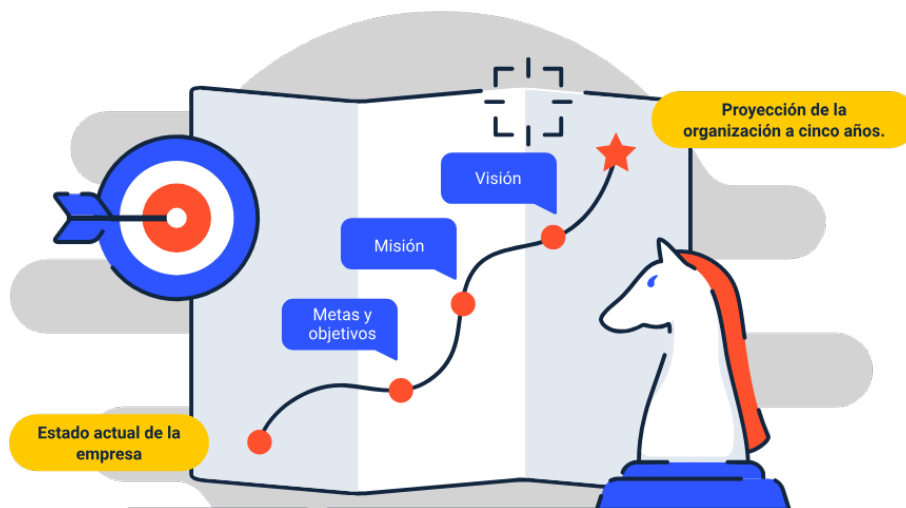 Proyección de la
organización a cinco años.
Visión
Misión
Metas y
objetivos
Estado actual de la
empresa